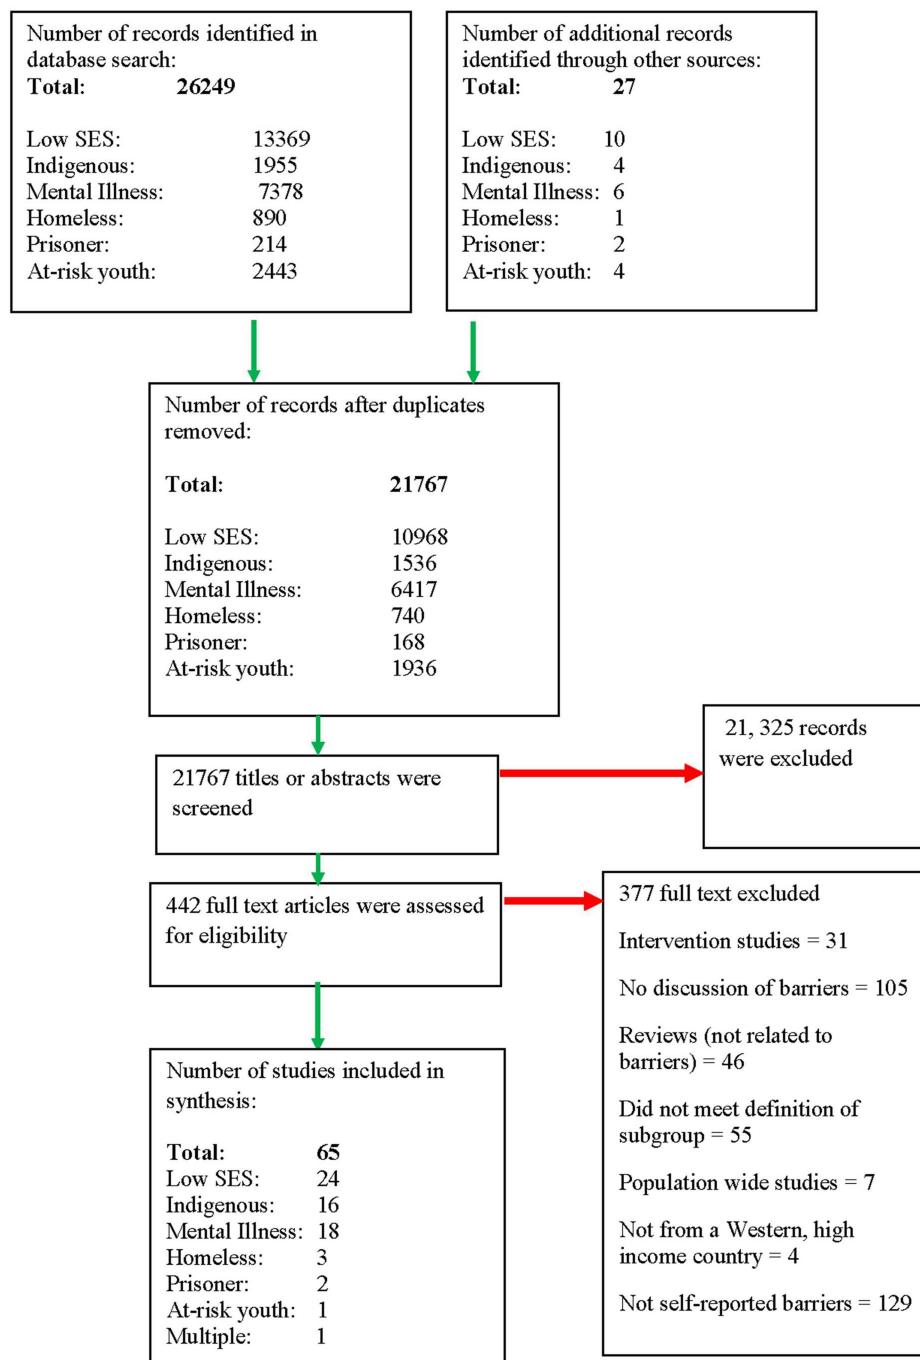 Number of records identified in
database search:
Total: 26249
Low SES: 13369
Indigenous: 1955
Mental Illness: 7378
Homeless: 890
Prisoner: 214
At-risk youth: 2443
Number of additional records
identified through other sources:
Total: 27
Low SES: 10
Indigenous: 4
Mental Illness: 6
Homeless: 1
Prisoner: 2
At-risk youth: 4
Number of records after duplicates
removed:
Total: 21767
Low SES: 10968
Indigenous: 1536
Mental Illness: 6417
Homeless: 740
Prisoner: 168
At-risk youth: 1936
21767 titles or abstracts were
screened
21, 325 records
were excluded
442 full text articles were assessed
for eligibility
377 full text excluded
Intervention studies = 31
No discussion of barriers = 105
Reviews (not related to
barriers) = 46
Did not meet definition of
subgroup = 55
Population wide studies = 7
Not from a Western, high
income country = 4
Not self-reported barriers = 129
Number of studies included in
synthesis:
Total: 65
Low SES: 24
Indigenous: 16
Mental Illness: 18
Homeless: 3
Prisoner: 2
At-risk youth: 1
Multiple: 1